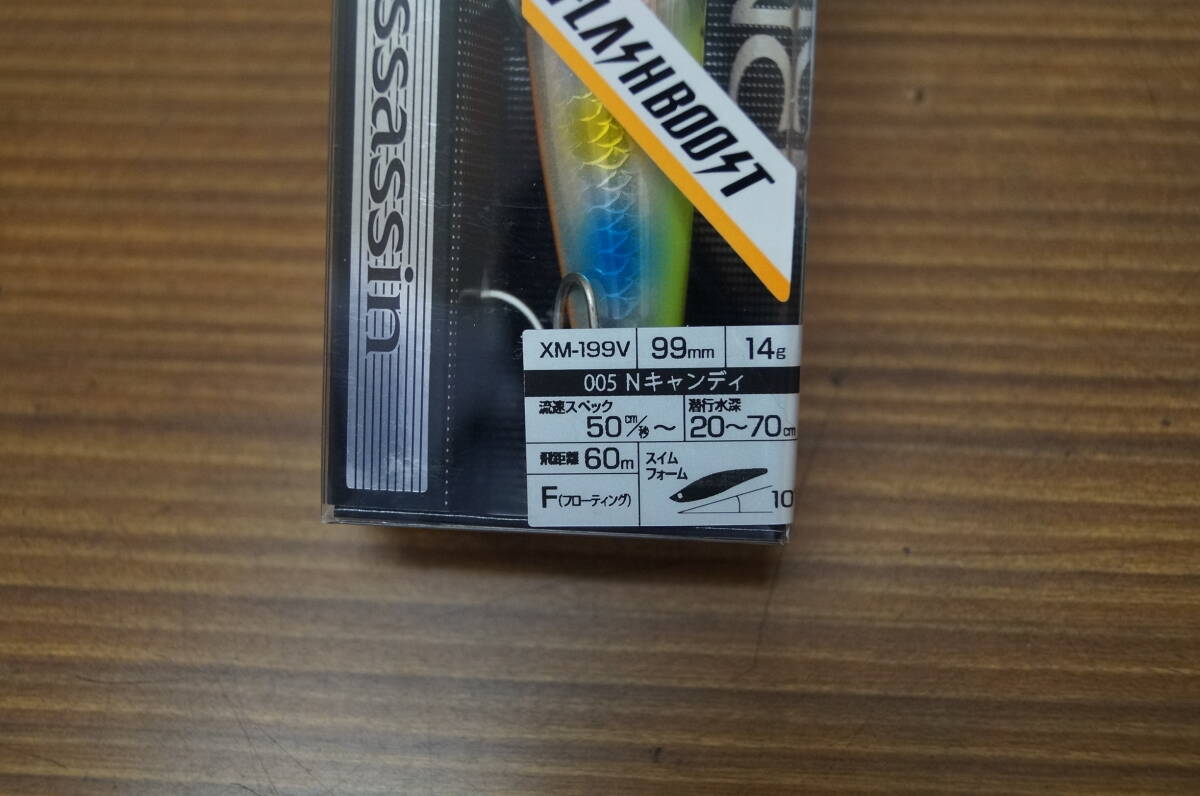 ssassin
FLASH BOOST
XM-199V 99mm 14g
005 Nキャンディ
流速スペック 潜行水深
50cm/秒～ 20～70cm
飛距離 60m スイム
フォーム
F(フローティング) 10